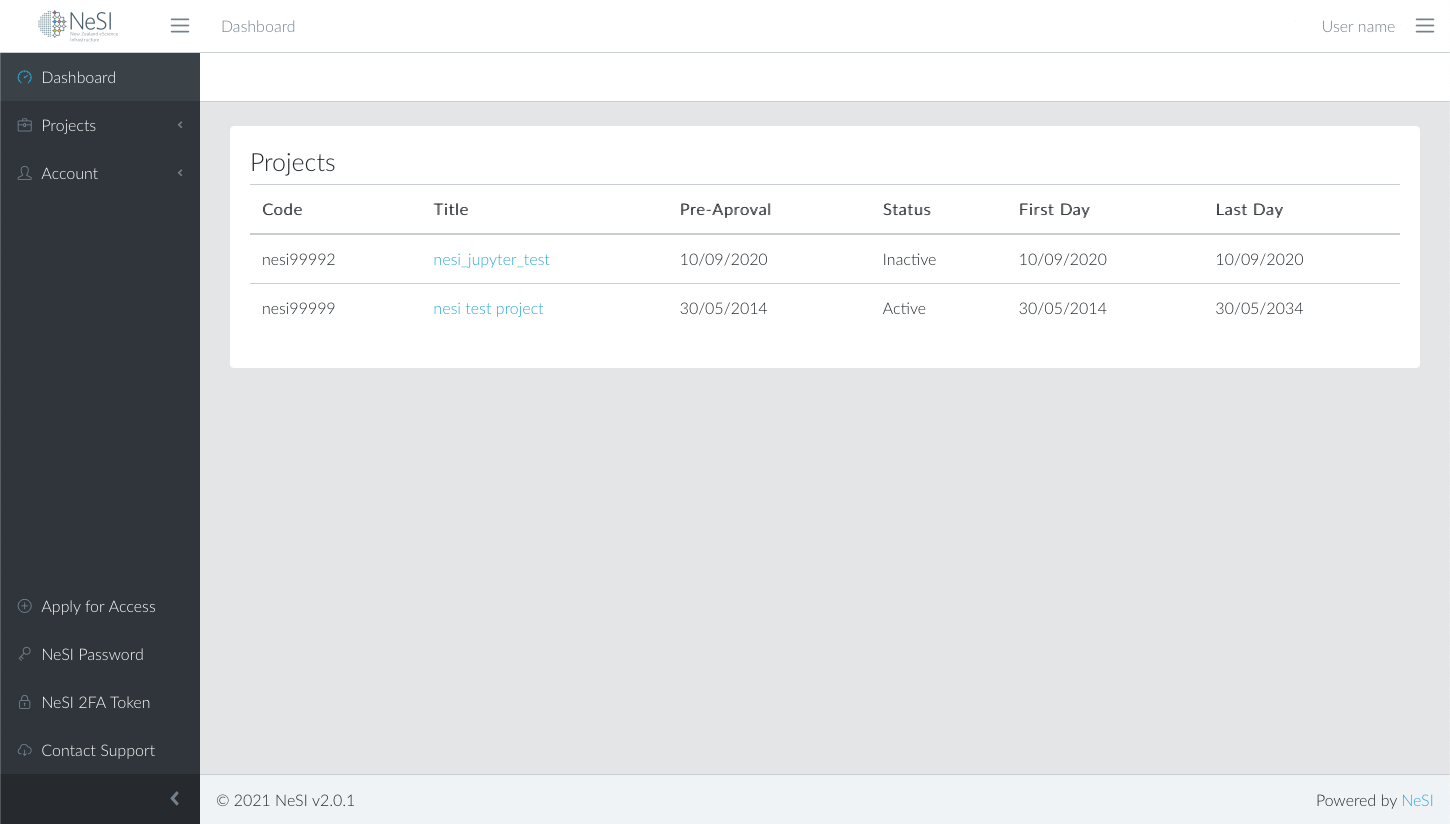 NeSI
New Zealand eScience
Infrastructure
Dashboard
User name
Dashboard
Projects
Account
Projects
Code Title Pre-Aproval Status First Day Last Day
nesi99992 nesi_jupyter_test 10/09/2020 Inactive 10/09/2020 10/09/2020
nesi99999 nesi test project 30/05/2014 Active 30/05/2014 30/05/2034
Apply for Access
NeSI Password
NeSI 2FA Token
Contact Support
© 2021 NeSI v2.0.1
Powered by NeSI